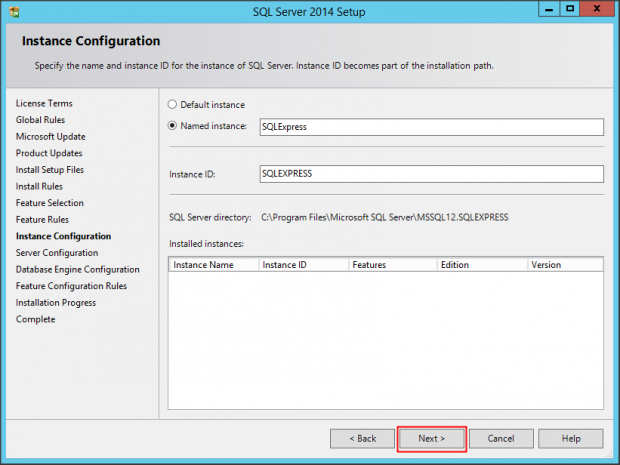 SQL Server 2014 Setup
Instance Configuration
Specify the name and instance ID for the instance of SQL Server. Instance ID becomes part of the installation path.
License Terms
Global Rules
Microsoft Update
Product Updates
Install Setup Files
Install Rules
Feature Selection
Feature Rules
Instance Configuration
Server Configuration
Database Engine Configuration
Feature Configuration Rules
Installation Progress
Complete
Default instance
Named instance: SQLExpress
Instance ID: SQLEXPRESS
SQL Server directory: C:\Program Files\Microsoft SQL Server\MSSQL12.SQLEXPRESS
Installed instances:
Instance Name Instance ID Features Edition Version
< Back Next > Cancel Help